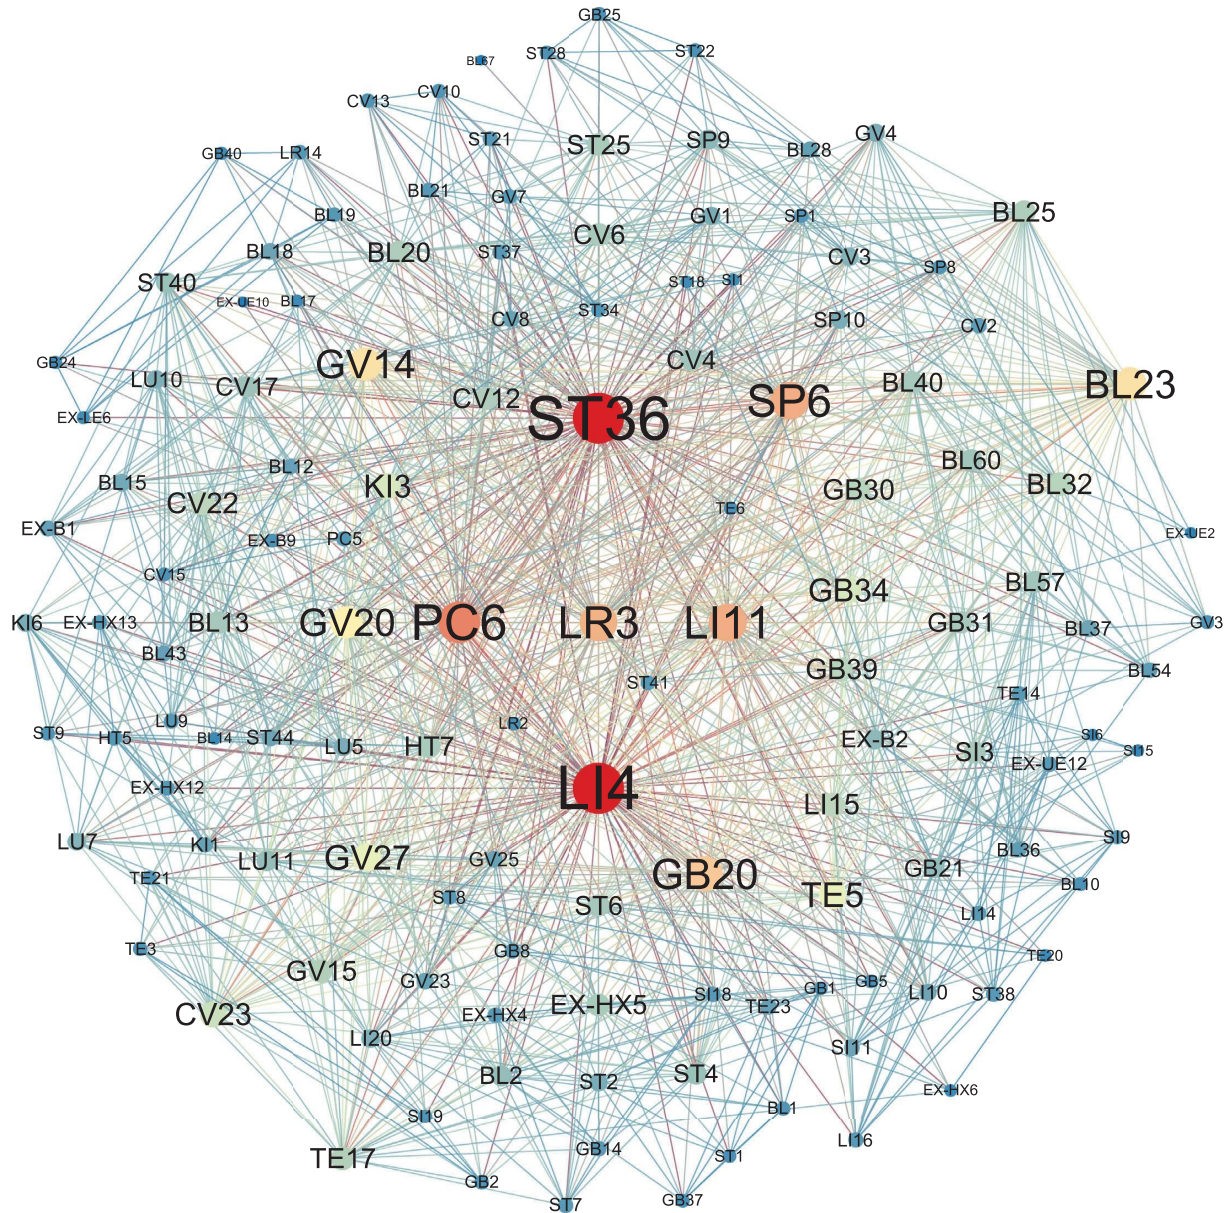 GB25
ST28
ST22
BL67
CV13
CV10
ST21
ST25
SP9
BL28
GV4
GB40
LR14
BL21
GV7
BL19
GV1
SP1
BL25
BL18
BL20
ST37
CV6
CV3
SP8
ST40
EX-UE10
BL17
ST18
SI1
CV8
ST34
SP10
CV2
GB24
LU10
CV17
GV14
CV12
CV4
ST36
SP6
BL40
BL23
EX-LE6
BL15
BL12
CV22
KI3
BL60
GB30
BL32
TE6
EX-B1
EX-B9
PC5
EX-UE2
CV15
GB34
BL57
KI6
EX-HX13
BL13
GV20
PC6
LR3
LI11
GB31
BL37
GV3
BL43
GB39
BL54
ST41
TE14
LU9
LR2
ST9
HT5
BL14
ST44
LU5
HT7
EX-B2
SI3
SI6
SI15
EX-UE12
EX-HX12
LI4
LI15
LU7
KI1
LU11
GV27
GV25
GB20
TE5
GB21
BL36
SI9
TE21
ST8
ST6
BL10
LI14
TE3
GB8
TE20
GV15
GV23
CV23
EX-HX4
EX-HX5
SI18
TE23
GB1
GB5
LI10
ST38
LI20
SI11
BL2
ST2
ST4
EX-HX6
SI19
BL1
LI16
TE17
GB14
ST1
GB2
ST7
GB37